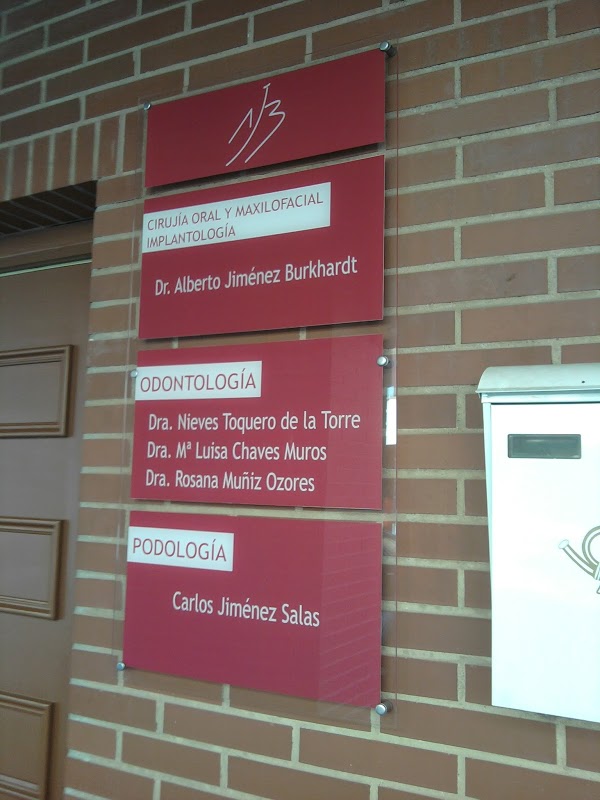 CIRUJÍA ORAL Y MAXILOFACIAL
IMPLANTOLOGÍA
Dr. Alberto Jiménez Burkhardt
ODONTOLOGÍA
Dra. Nieves Toquero de la Torre
Dra. Mª Luisa Chaves Muros
Dra. Rosana Muñiz Ozores
PODOLOGÍA
Carlos Jiménez Salas